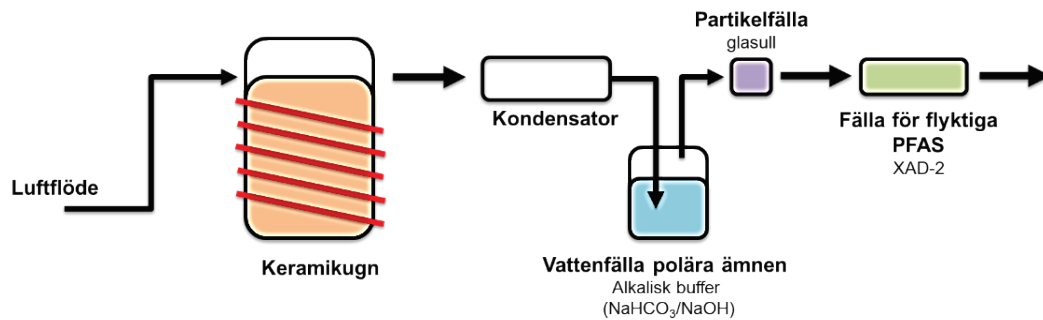 Luftflöde
Keramikugn
Kondensator
Vattenfälla polära ämnen
Alkalisk buffer
(NaHCO₃/NaOH)
Partikelfälla
glasull
Fälla för flyktiga
PFAS
XAD-2